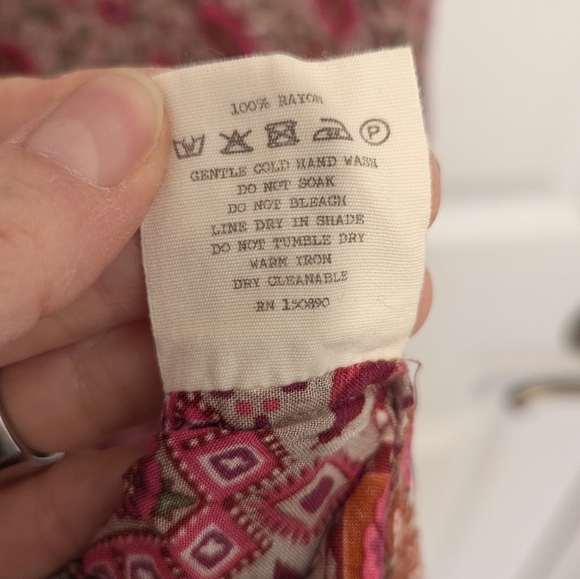 100% RAYON
P
GENTLE COLD HAND WASH
DO NOT SOAK
DO NOT BLEACH
LINE DRY IN SHADE
DO NOT TUMBLE DRY
WARM IRON
DRY CLEANABLE
RN 150890